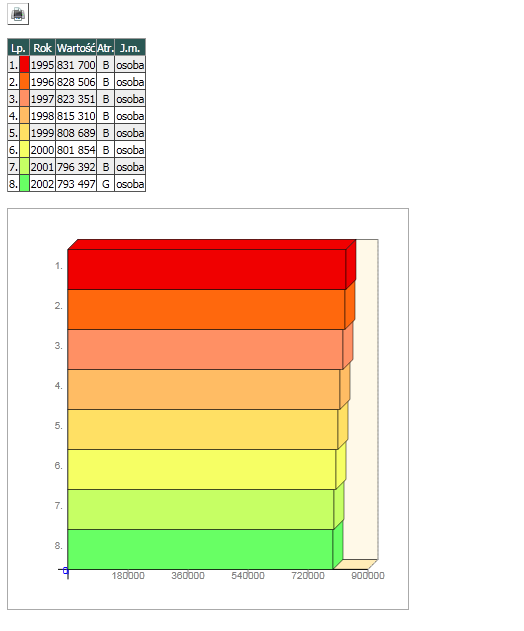 Lp. Rok Wartość Atr. J.m.
1. 1995 831 700 B osoba
2. 1996 828 506 B osoba
3. 1997 823 351 B osoba
4. 1998 815 310 B osoba
5. 1999 808 689 B osoba
6. 2000 801 854 B osoba
7. 2001 796 392 B osoba
8. 2002 793 497 G osoba
1.
2.
3.
4.
5.
6.
7.
8.
0 180000 360000 540000 720000 900000